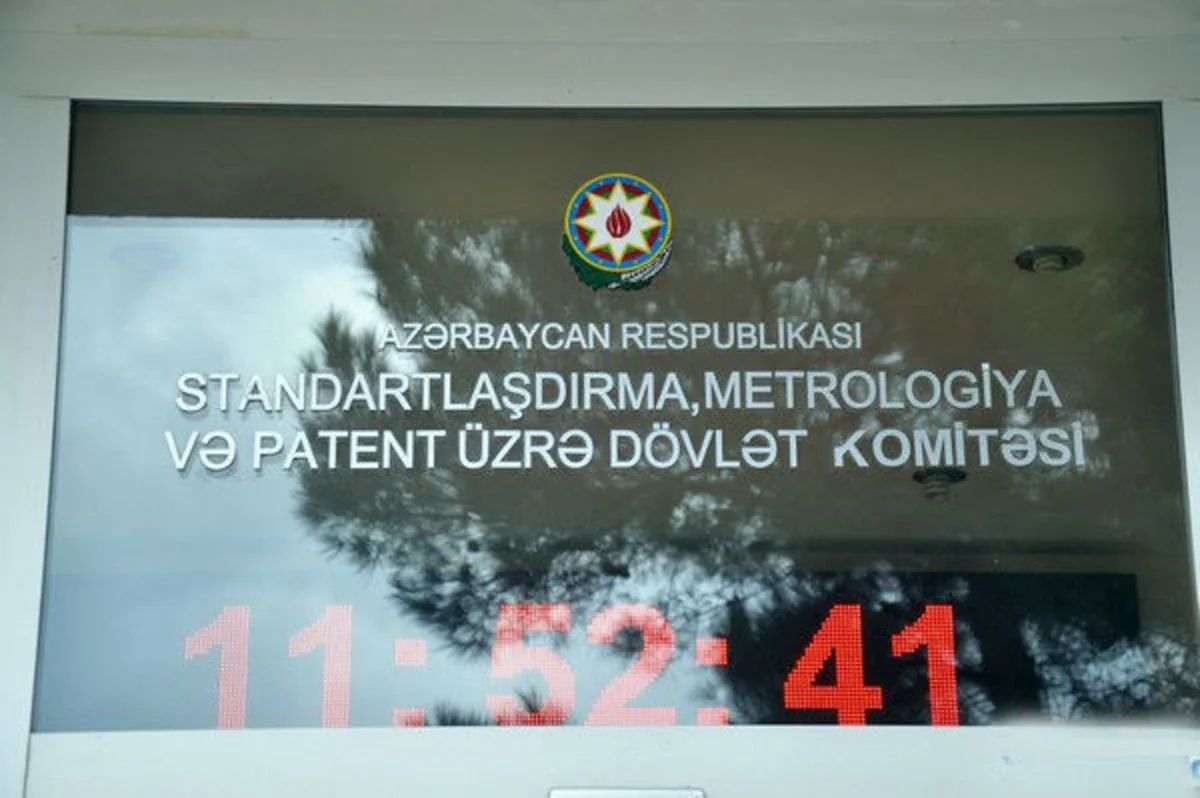 AZƏRBAYCAN RESPUBLİKASI
STANDARTLAŞDIRMA, METROLOGİYA
VƏ PATENT ÜZRƏ DÖVLƏT KOMİTƏSİ
11:52:41